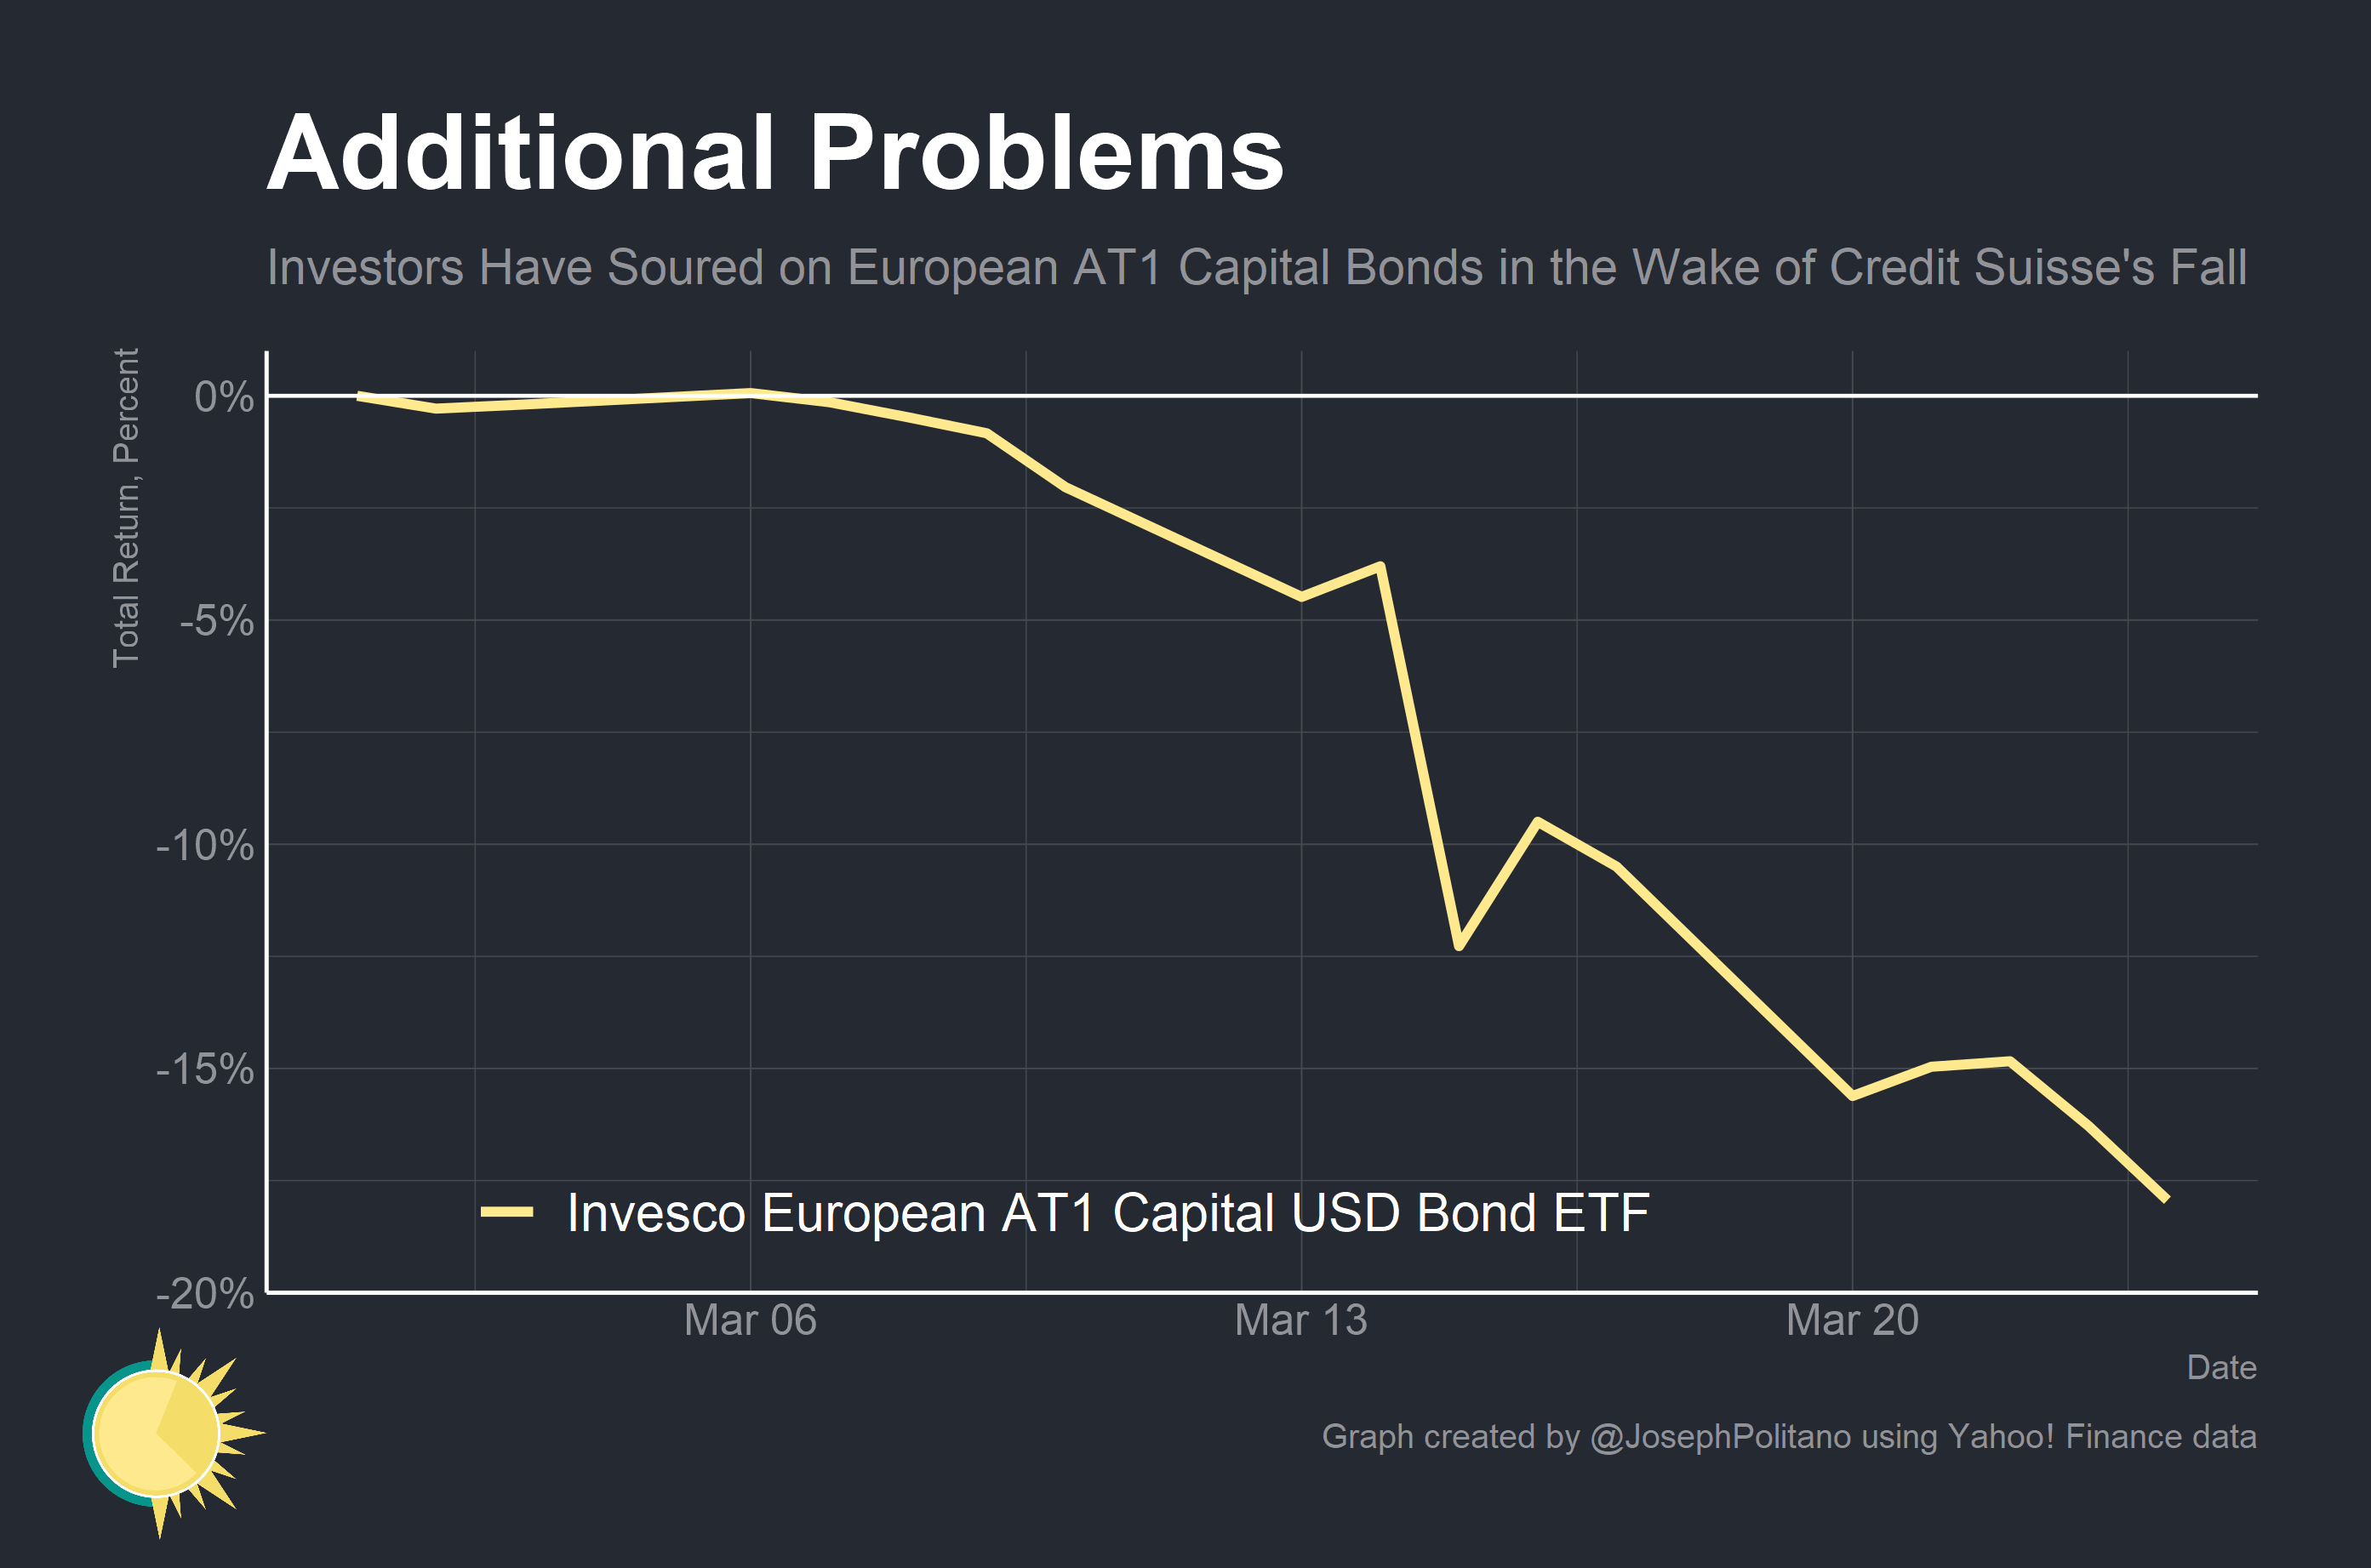 Additional Problems
Investors Have Soured on European AT1 Capital Bonds in the Wake of Credit Suisse's Fall
Total Return, Percent
0%
-5%
-10%
-15%
-20%
Invesco European AT1 Capital USD Bond ETF
Mar 06
Mar 13
Mar 20
Date
Graph created by @JosephPolitano using Yahoo! Finance data